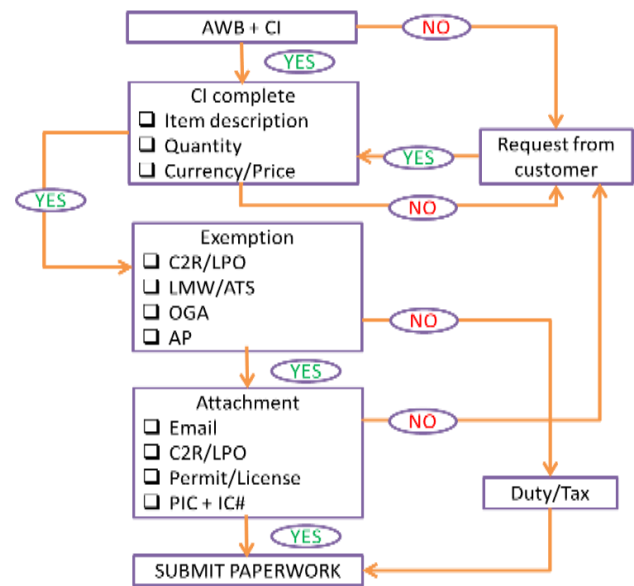 AWB + CI
NO
YES
CI complete
❑ Item description
❑ Quantity
❑ Currency/Price
YES
Request from
customer
YES
NO
Exemption
❑ C2R/LPO
❑ LMW/ATS
❑ OGA
❑ AP
NO
YES
Attachment
❑ Email
❑ C2R/LPO
❑ Permit/License
❑ PIC + IC#
NO
Duty/Tax
YES
SUBMIT PAPERWORK